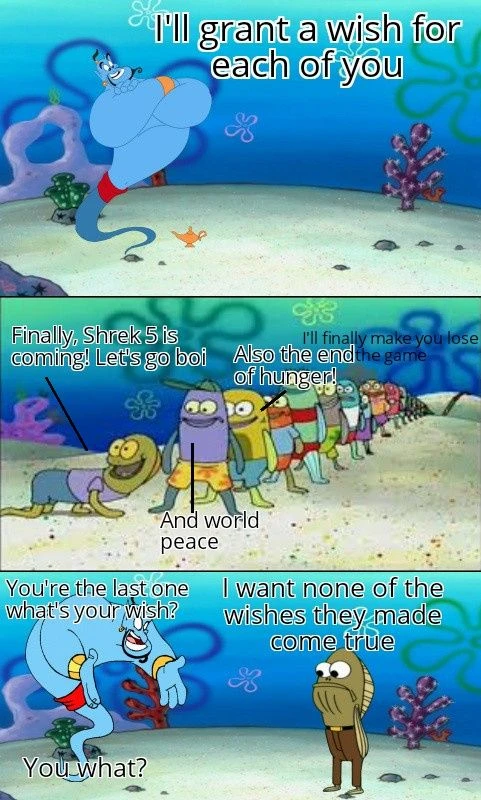 I'll grant a wish for
each of you
Finally, Shrek 5 is
coming! Let's go boi
I'll finally make you lose
the game
Also the end
of hunger!
And world
peace
You're the last one
what's your wish?
I want none of the
wishes they made
come true
You what?